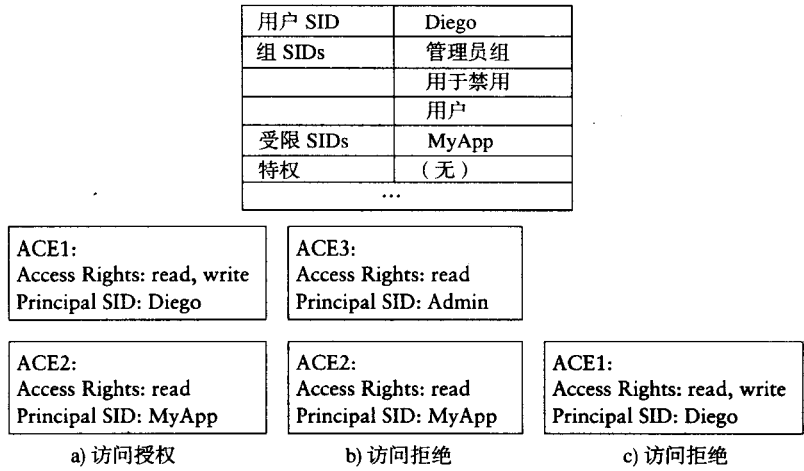 用户 SID Diego
组 SIDs 管理员组
用于禁用
用户
受限 SIDs MyApp
特权 （无）
…
ACE1:
Access Rights: read, write
Principal SID: Diego
ACE3:
Access Rights: read
Principal SID: Admin
ACE2:
Access Rights: read
Principal SID: MyApp
ACE2:
Access Rights: read
Principal SID: MyApp
ACE1:
Access Rights: read, write
Principal SID: Diego
a) 访问授权
b) 访问拒绝
c) 访问拒绝